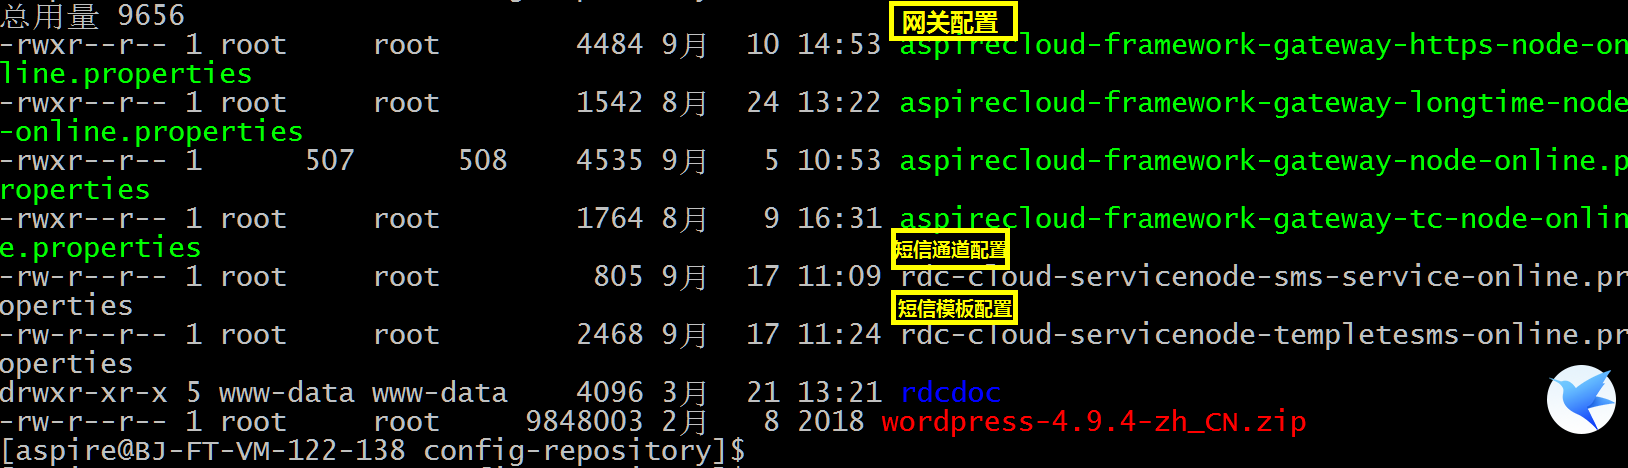 总用量 9656
网关配置
-rwxr--r-- 1 root root 4484 9月 10 14:53 aspirecloud-framework-gateway-https-node-on
line.properties
-rwxr--r-- 1 root root 1542 8月 24 13:22 aspirecloud-framework-gateway-longtime-node
-online.properties
-rwxr--r-- 1 507 508 4535 9月 5 10:53 aspirecloud-framework-gateway-node-online.p
roperties
-rwxr--r-- 1 root root 1764 8月 9 16:31 aspirecloud-framework-gateway-tc-node-onlin
e.properties
短信通道配置
-rw-r--r-- 1 root root 805 9月 17 11:09 rdc-cloud-servicenode-sms-service-online.pr
operties
短信模板配置
-rw-r--r-- 1 root root 2468 9月 17 11:24 rdc-cloud-servicenode-templetesms-online.pr
operties
drwxr-xr-x 5 www-data www-data 4096 3月 21 13:21 rdcdoc
-rw-r--r-- 1 root root 9848003 2月 8 2018 wordpress-4.9.4-zh_CN.zip
[aspire@BJ-FT-VM-122-138 config-repository]$